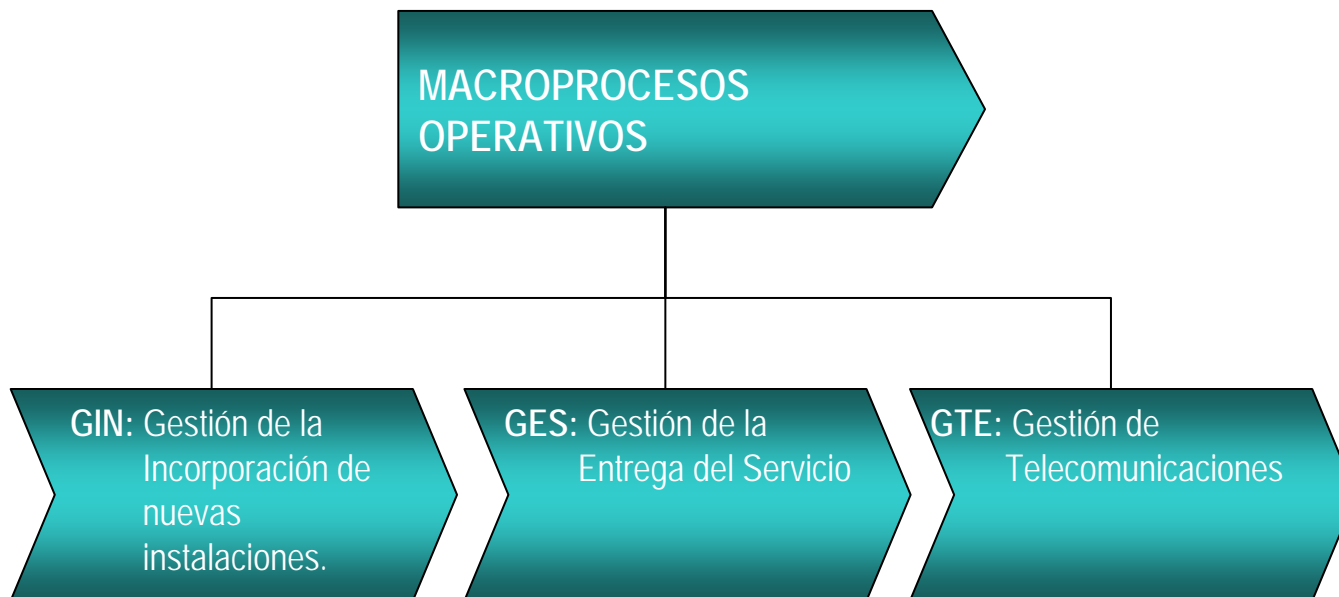 MACROPROCESOS
OPERATIVOS
GIN: Gestión de la
Incorporación de
nuevas
instalaciones.
GES: Gestión de la
Entrega del Servicio
GTE: Gestión de
Telecomunicaciones